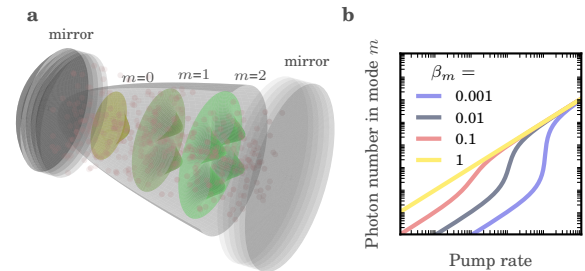 a
mirror
m=0
m=1
m=2
mirror
b
Photon number in mode m
βₘ =
0.001
0.01
0.1
1
Pump rate